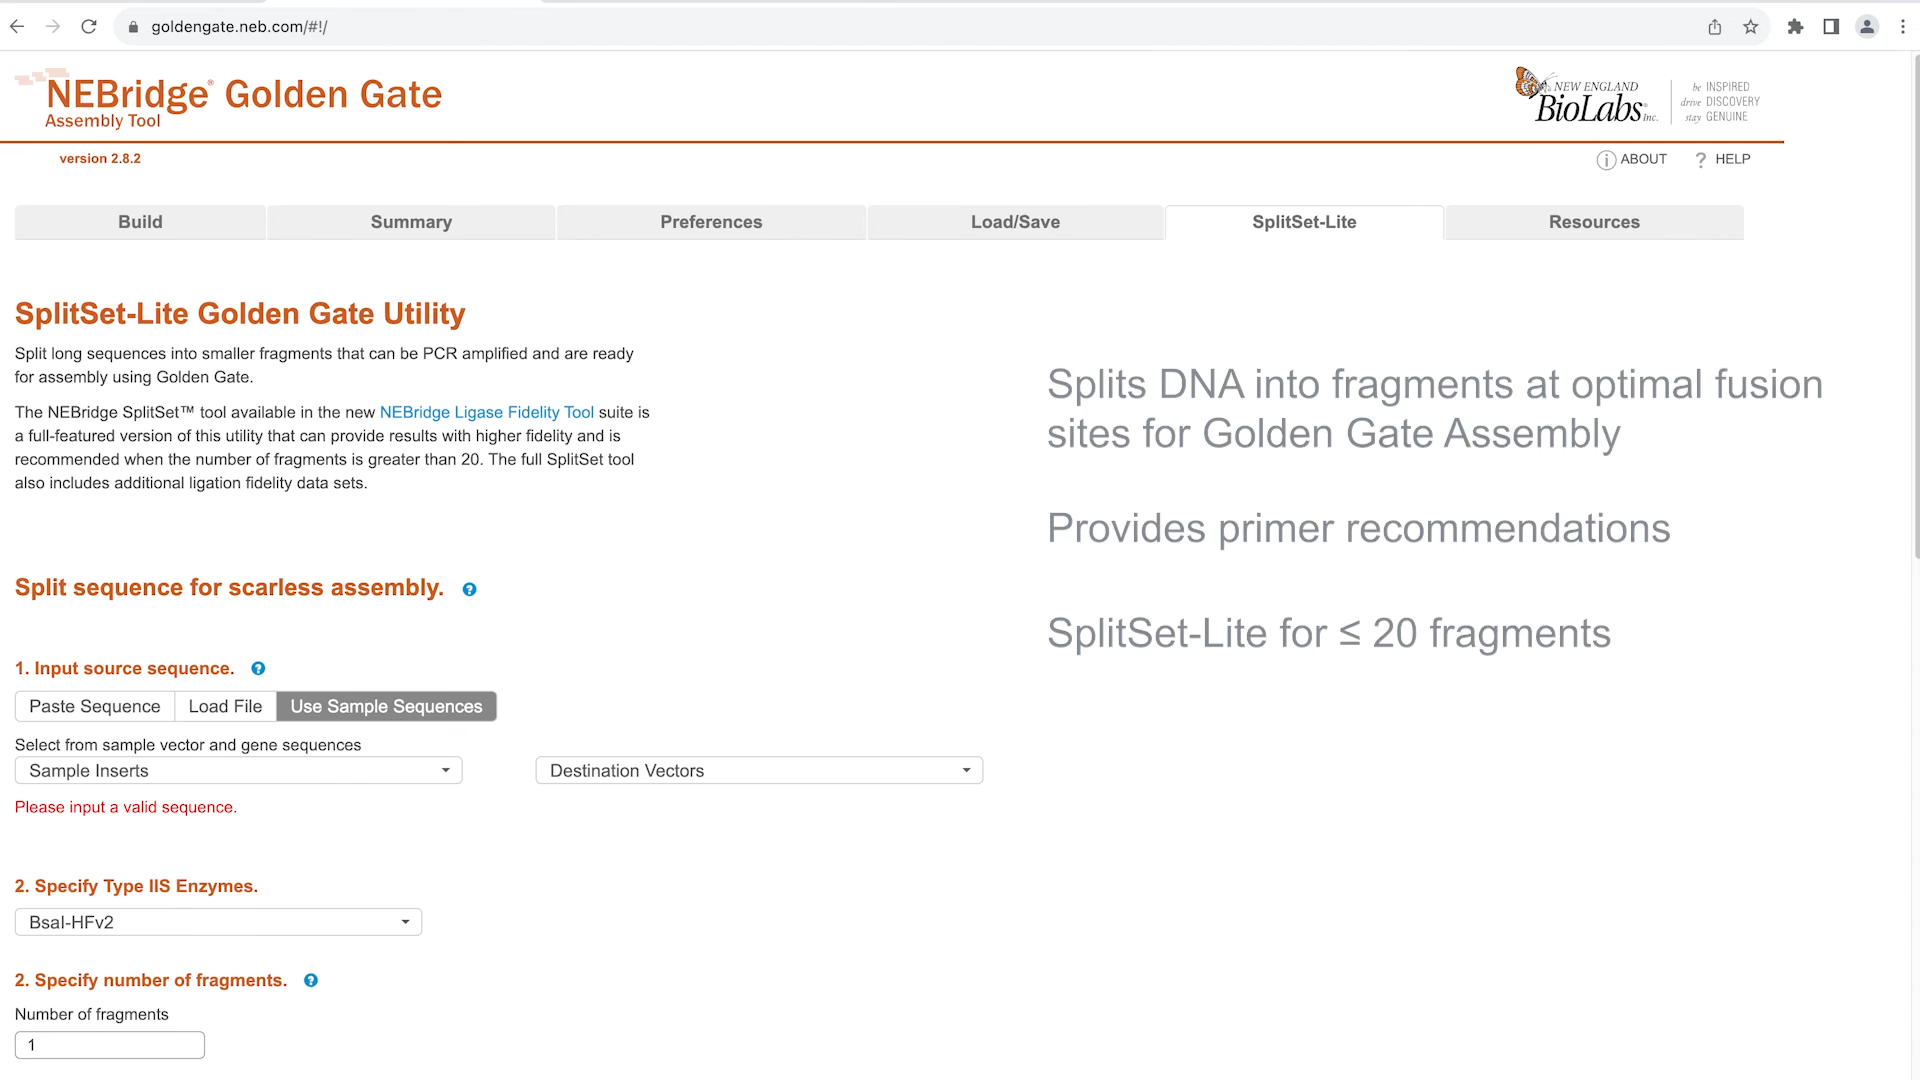 goldengate.neb.com/#!/
NEBridge® Golden Gate
Assembly Tool
NEW ENGLAND
BioLabs Inc.
be INSPIRED
drive DISCOVERY
stay GENUINE
version 2.8.2
ABOUT
? HELP
Build
Summary
Preferences
Load/Save
SplitSet-Lite
Resources
SplitSet-Lite Golden Gate Utility
Split long sequences into smaller fragments that can be PCR amplified and are ready
for assembly using Golden Gate.
The NEBridge SplitSet™ tool available in the new NEBridge Ligase Fidelity Tool suite is
a full-featured version of this utility that can provide results with higher fidelity and is
recommended when the number of fragments is greater than 20. The full SplitSet tool
also includes additional ligation fidelity data sets.
Splits DNA into fragments at optimal fusion
sites for Golden Gate Assembly
Provides primer recommendations
SplitSet-Lite for ≤ 20 fragments
Split sequence for scarless assembly. ?
1. Input source sequence. ?
Paste Sequence
Load File
Use Sample Sequences
Select from sample vector and gene sequences
Sample Inserts
Destination Vectors
Please input a valid sequence.
2. Specify Type IIS Enzymes.
BsaI-HFv2
2. Specify number of fragments. ?
Number of fragments
1